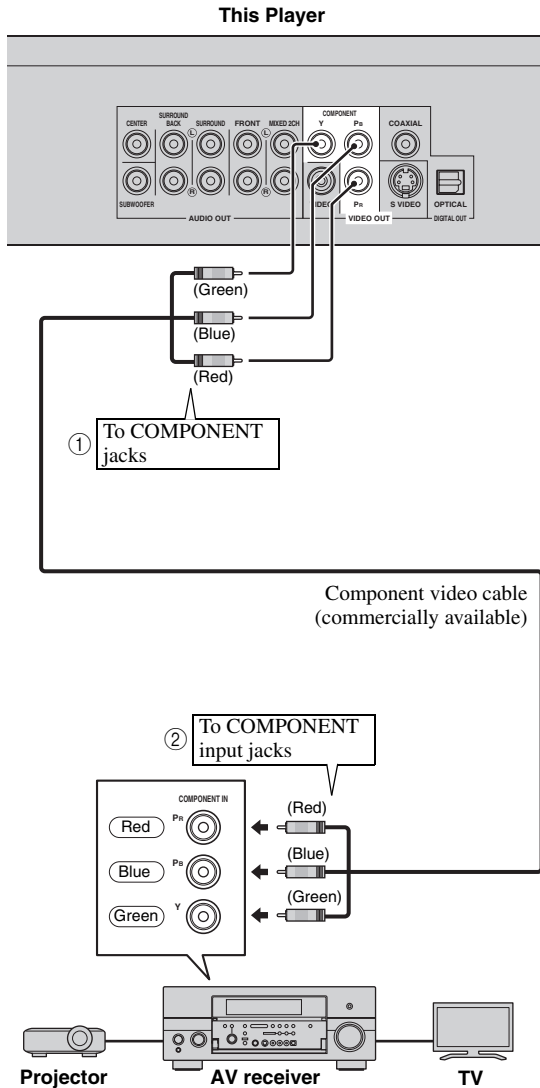 This Player
COMPONENT
CENTER
SURROUND
BACK
SURROUND
FRONT
MIXED 2CH
Y
PB
COAXIAL
L
L
R
R
SUBWOOFER
VIDEO
PR
S VIDEO
OPTICAL
AUDIO OUT
VIDEO OUT
DIGITAL OUT
(Green)
(Blue)
(Red)
1
To COMPONENT
jacks
Component video cable
(commercially available)
2
To COMPONENT
input jacks
COMPONENT IN
Red
PR
(Red)
Blue
PB
(Blue)
Green
Y
(Green)
Projector
AV receiver
TV